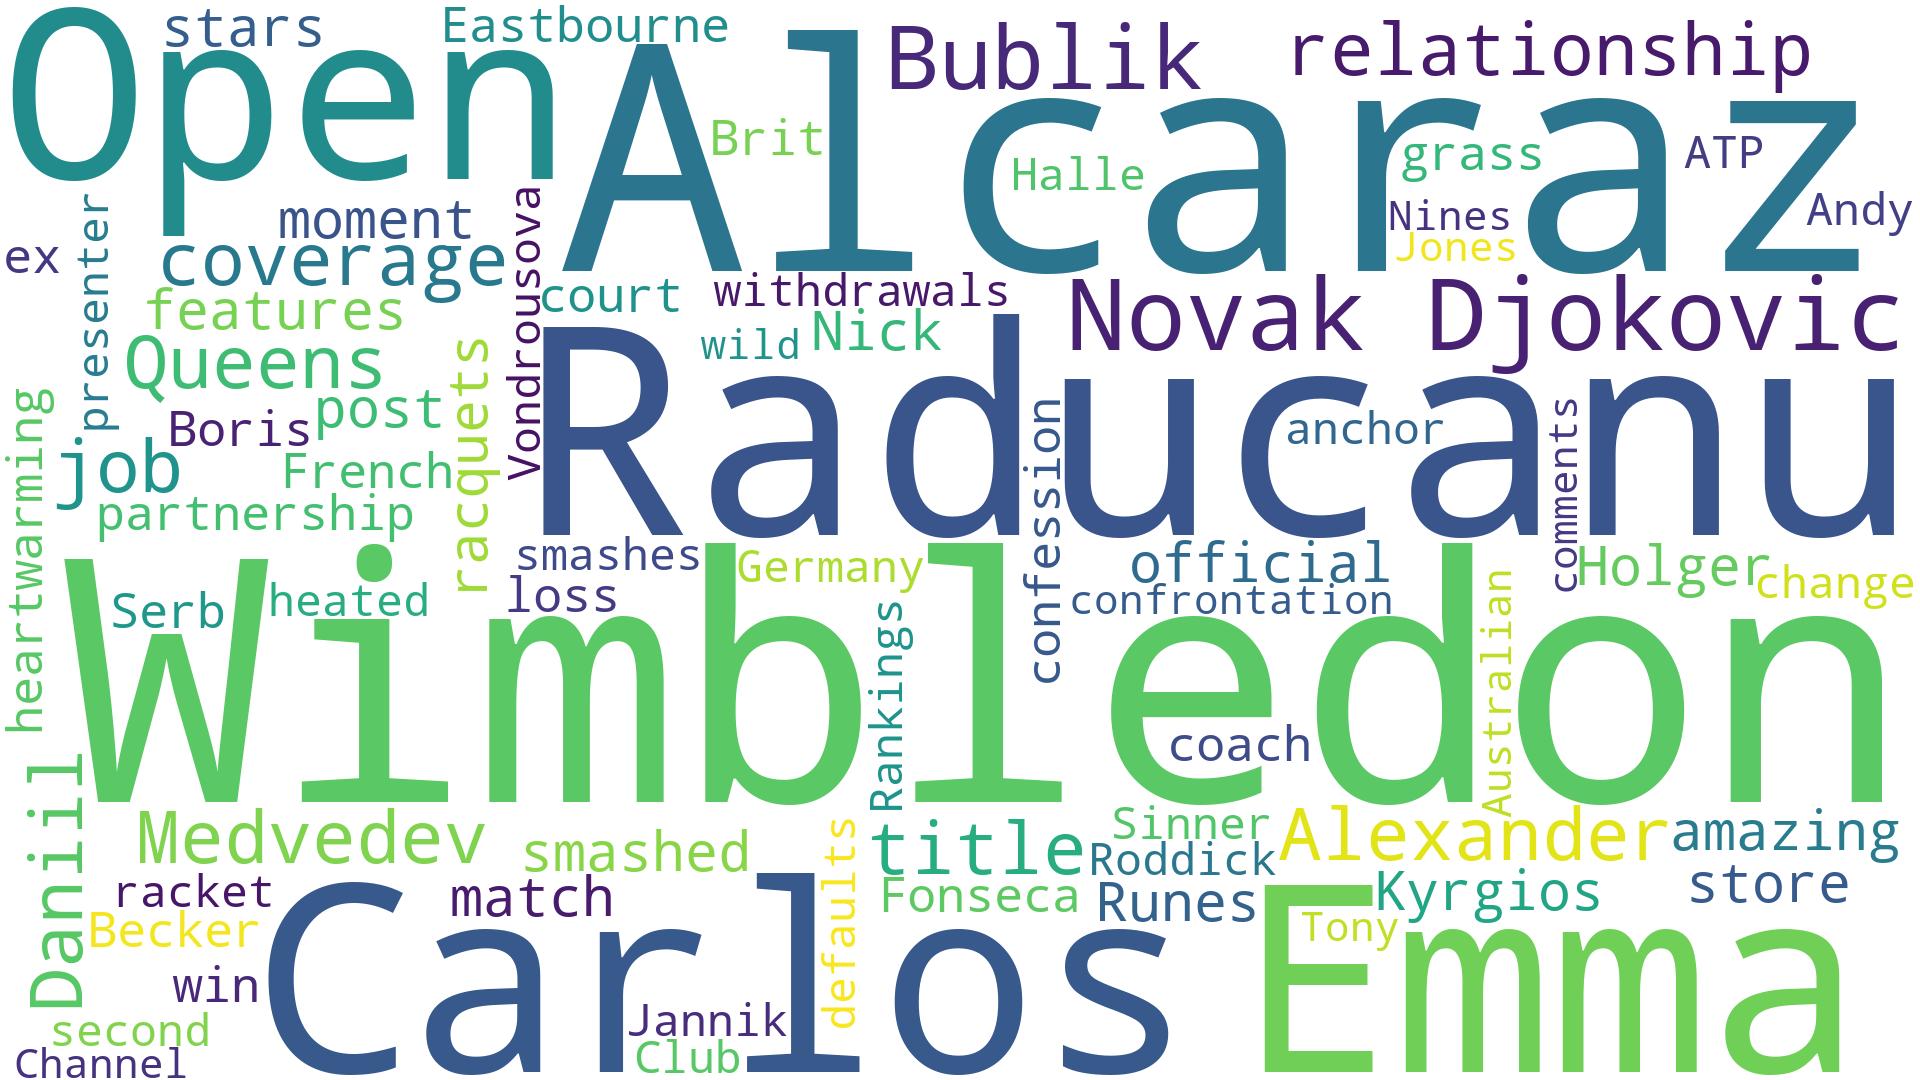 Open
stars
Eastbourne
Alcaraz
Bublik
relationship
Brit
Halle
grass
ATP
Nines
Jones
Andy
presenter
ex
moment
coverage
Vondrousova
court
withdrawals
features
Queens
wild
Nick
Novak Djokovic
Raducanu
Boris
post
racquets
job
French
partnership
heartwarming
confession
anchor
comments
smashes
loss
Germany
official
confrontation
Holger
change
Serb
heated
Wimbledon
Rankings
coach
Australian
Daniil
Medvedev
smashed
defaults
title
Sinner
Roddick
Alexander
amazing
racket
Becker
match
Fonseca
Runes
Kyrgios
store
Tony
Emma
win
Carlos
second
Channel
Jannik
Club